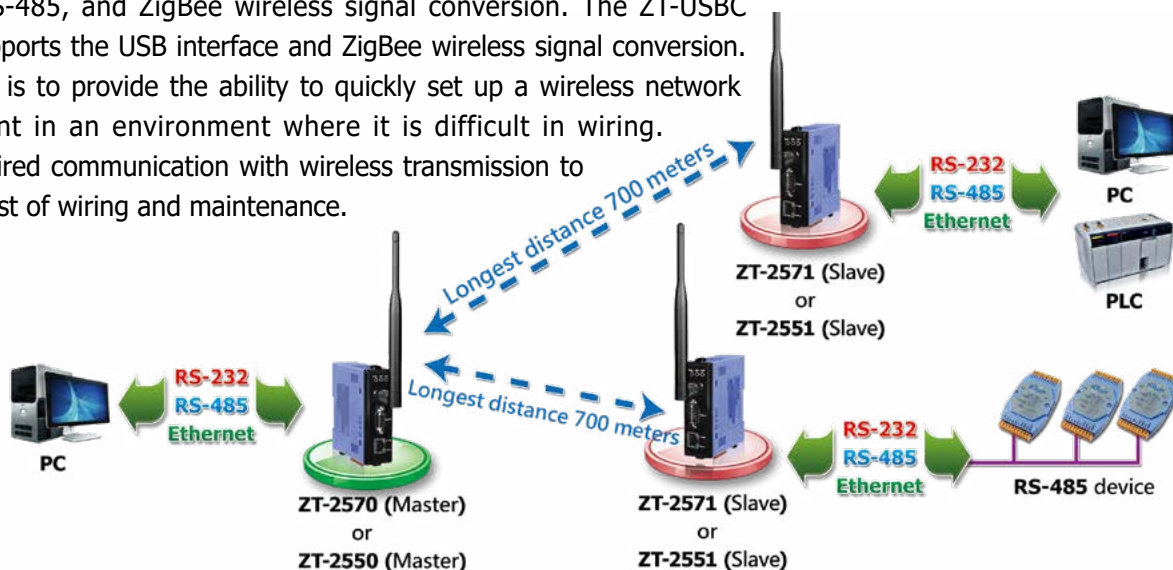 S-485, and ZigBee wireless signal conversion. The ZT-USBC
ports the USB interface and ZigBee wireless signal conversion.
is to provide the ability to quickly set up a wireless network
nt in an environment where it is difficult in wiring.
ired communication with wireless transmission to
st of wiring and maintenance.
Longest distance 700 meters
RS-232
RS-485
Ethernet
PC
PLC
ZT-2571 (Slave)
or
ZT-2551 (Slave)
RS-232
RS-485
Ethernet
PC
Longest distance 700 meters
RS-232
RS-485
Ethernet
RS-485 device
ZT-2570 (Master)
or
ZT-2550 (Master)
ZT-2571 (Slave)
or
ZT-2551 (Slave)